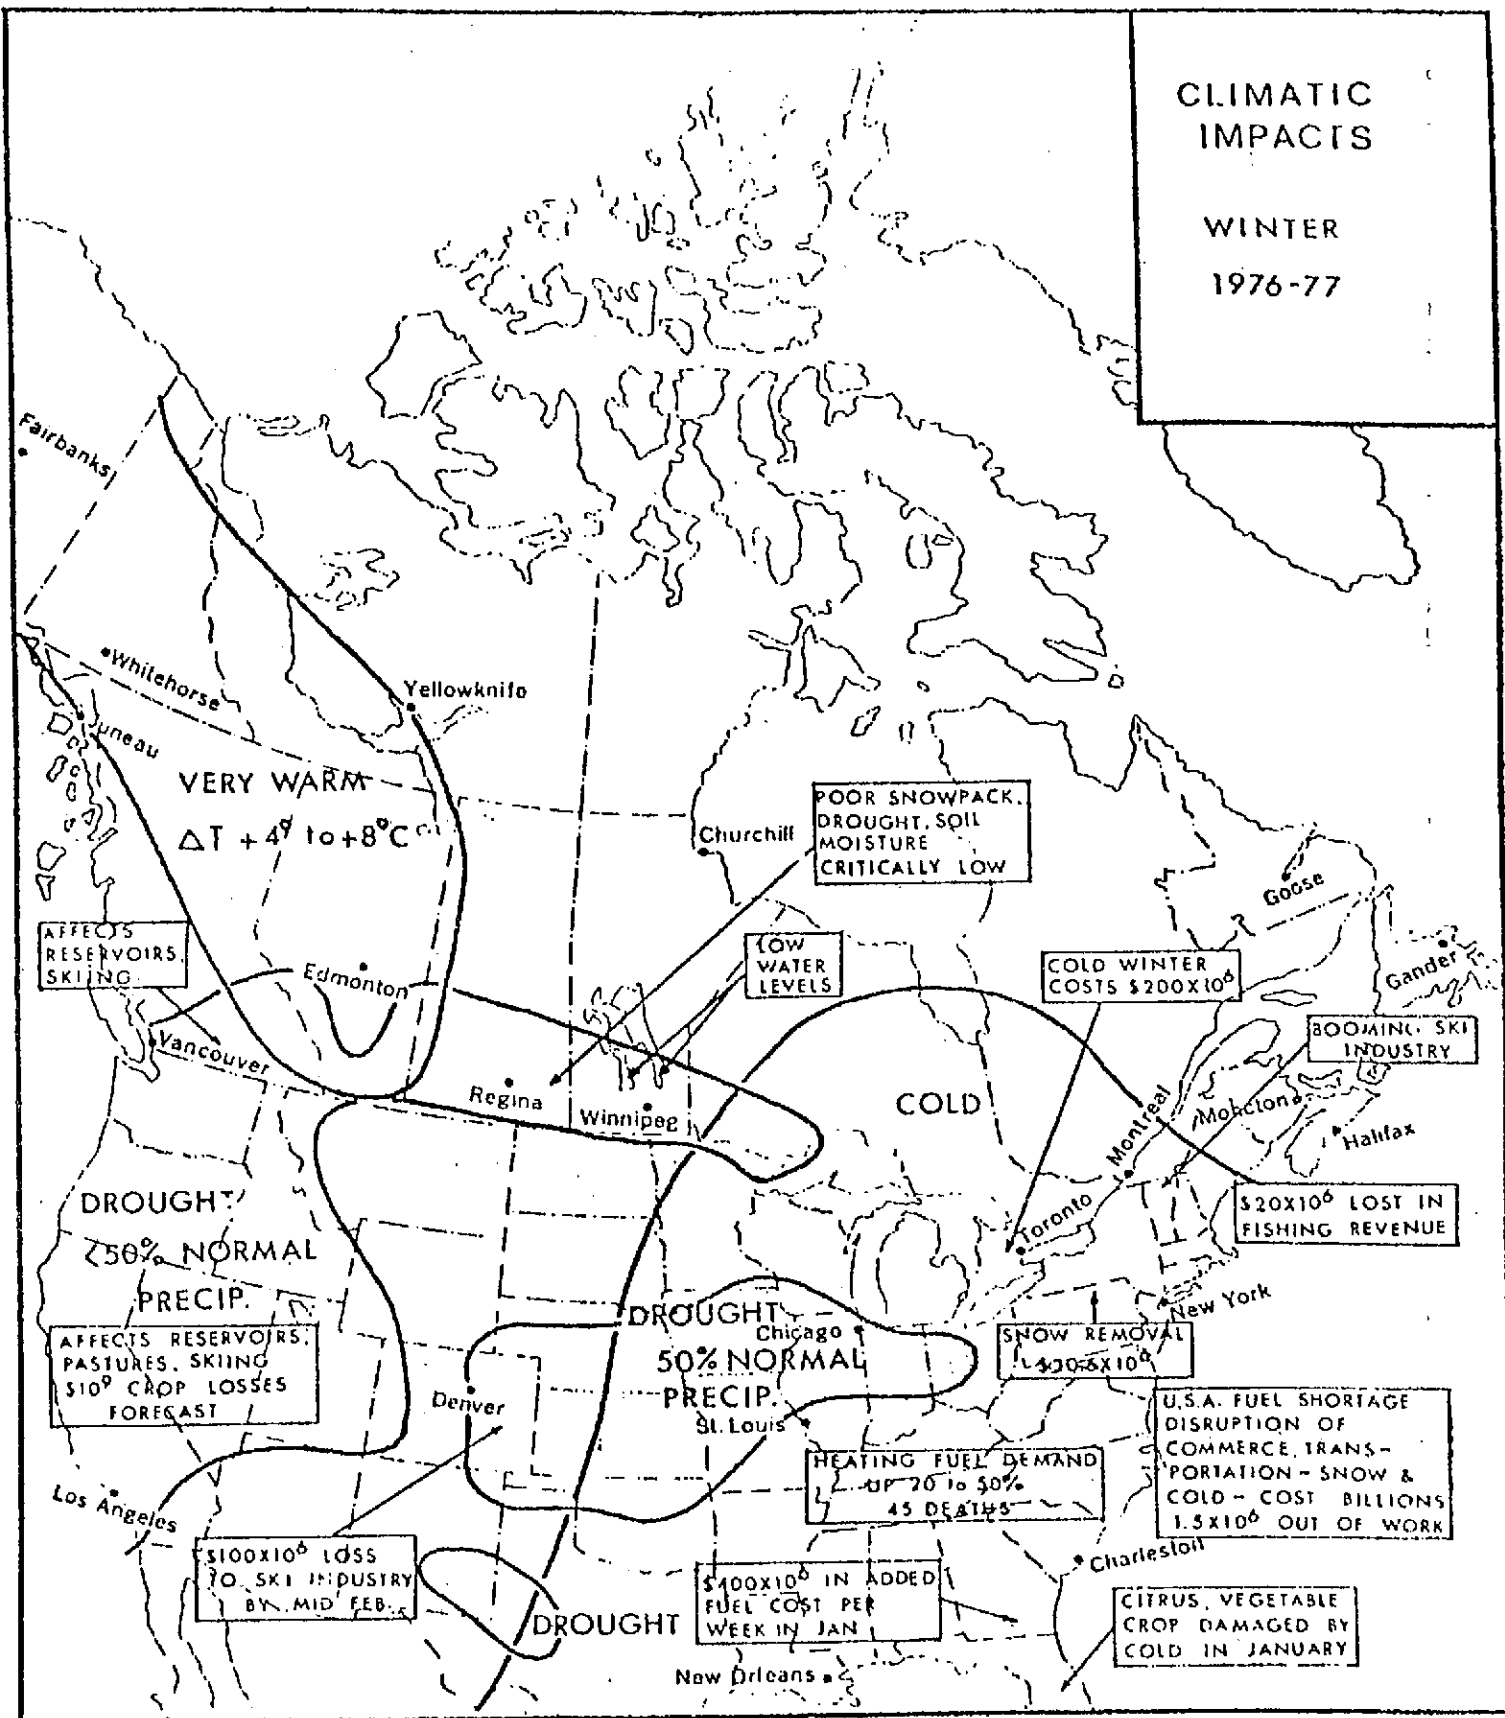 CLIMATIC
IMPACTS
WINTER
1976-77
Fairbanks
Whitehorse
Yellowknife
Juneau
VERY WARM
ΔT +4° to +8°C
POOR SNOWPACK.
DROUGHT, SOIL
MOISTURE
CRITICALLY LOW
Churchill
Goose
AFFECTS
RESERVOIRS,
SKIING
LOW
WATER
LEVELS
COLD WINTER
COSTS $200X10⁶
Gander
Edmonton
BOOMING SKI
INDUSTRY
Vancouver
Regina
Winnipeg
COLD
Montreal
Moncton
Halifax
DROUGHT
<50% NORMAL
PRECIP.
Toronto
$20X10⁶ LOST IN
FISHING REVENUE
New York
AFFECTS RESERVOIRS,
PASTURES, SKIING
$10⁹ CROP LOSSES
FORECAST
DROUGHT
Chicago
50% NORMAL
PRECIP.
SNOW REMOVAL
Denver
St. Louis
U.S.A. FUEL SHORTAGE
DISRUPTION OF
COMMERCE, TRANS-
PORTATION - SNOW &
COLD - COST BILLIONS
1.5X10⁶ OUT OF WORK
HEATING FUEL DEMAND
UP 20 to 50%
45 DEATHS
Los Angeles
$100X10⁶ LOSS
TO SKI INDUSTRY
BY MID FEB.
DROUGHT
$400X10⁶ IN ADDED
FUEL COST PER
WEEK IN JAN
Charleston
CITRUS, VEGETABLE
CROP DAMAGED BY
COLD IN JANUARY
New Orleans